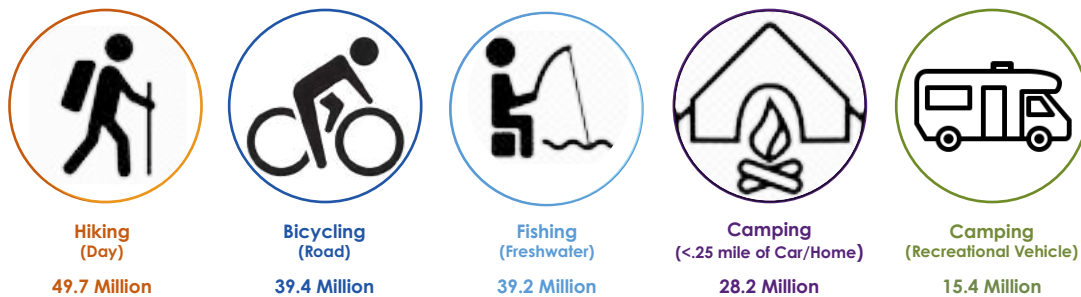 Hiking
(Day)
49.7 Million
Bicycling
(Road)
39.4 Million
Fishing
(Freshwater)
39.2 Million
Camping
(<.25 mile of Car/Home)
28.2 Million
Camping
(Recreational Vehicle)
15.4 Million